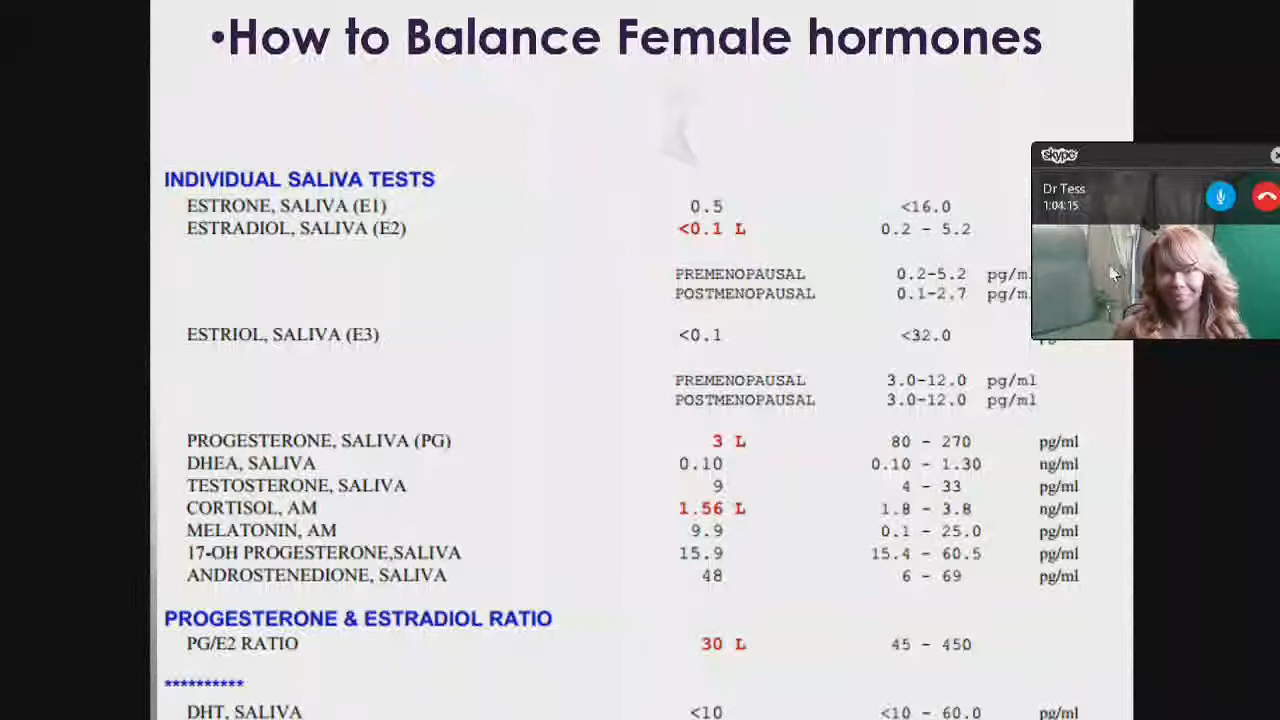 •How to Balance Female hormones
skype
Dr Tess
1:04:15
INDIVIDUAL SALIVA TESTS
ESTRONE, SALIVA (E1) 0.5 <16.0
ESTRADIOL, SALIVA (E2) <0.1 L 0.2 - 5.2
PREMENOPAUSAL 0.2-5.2 pg/m
POSTMENOPAUSAL 0.1-2.7 pg/m
ESTRIOL, SALIVA (E3) <0.1 <32.0
PREMENOPAUSAL 3.0-12.0 pg/ml
POSTMENOPAUSAL 3.0-12.0 pg/ml
PROGESTERONE, SALIVA (PG) 3 L 80 - 270 pg/ml
DHEA, SALIVA 0.10 0.10 - 1.30 ng/ml
TESTOSTERONE, SALIVA 9 4 - 33 pg/ml
CORTISOL, AM 1.56 L 1.8 - 3.8 ng/ml
MELATONIN, AM 9.9 0.1 - 25.0 pg/ml
17-OH PROGESTERONE,SALIVA 15.9 15.4 - 60.5 pg/ml
ANDROSTENEDIONE, SALIVA 48 6 - 69 pg/ml
PROGESTERONE & ESTRADIOL RATIO
PG/E2 RATIO 30 L 45 - 450
**********
DHT, SALIVA <10 <10 - 60.0 pg/ml